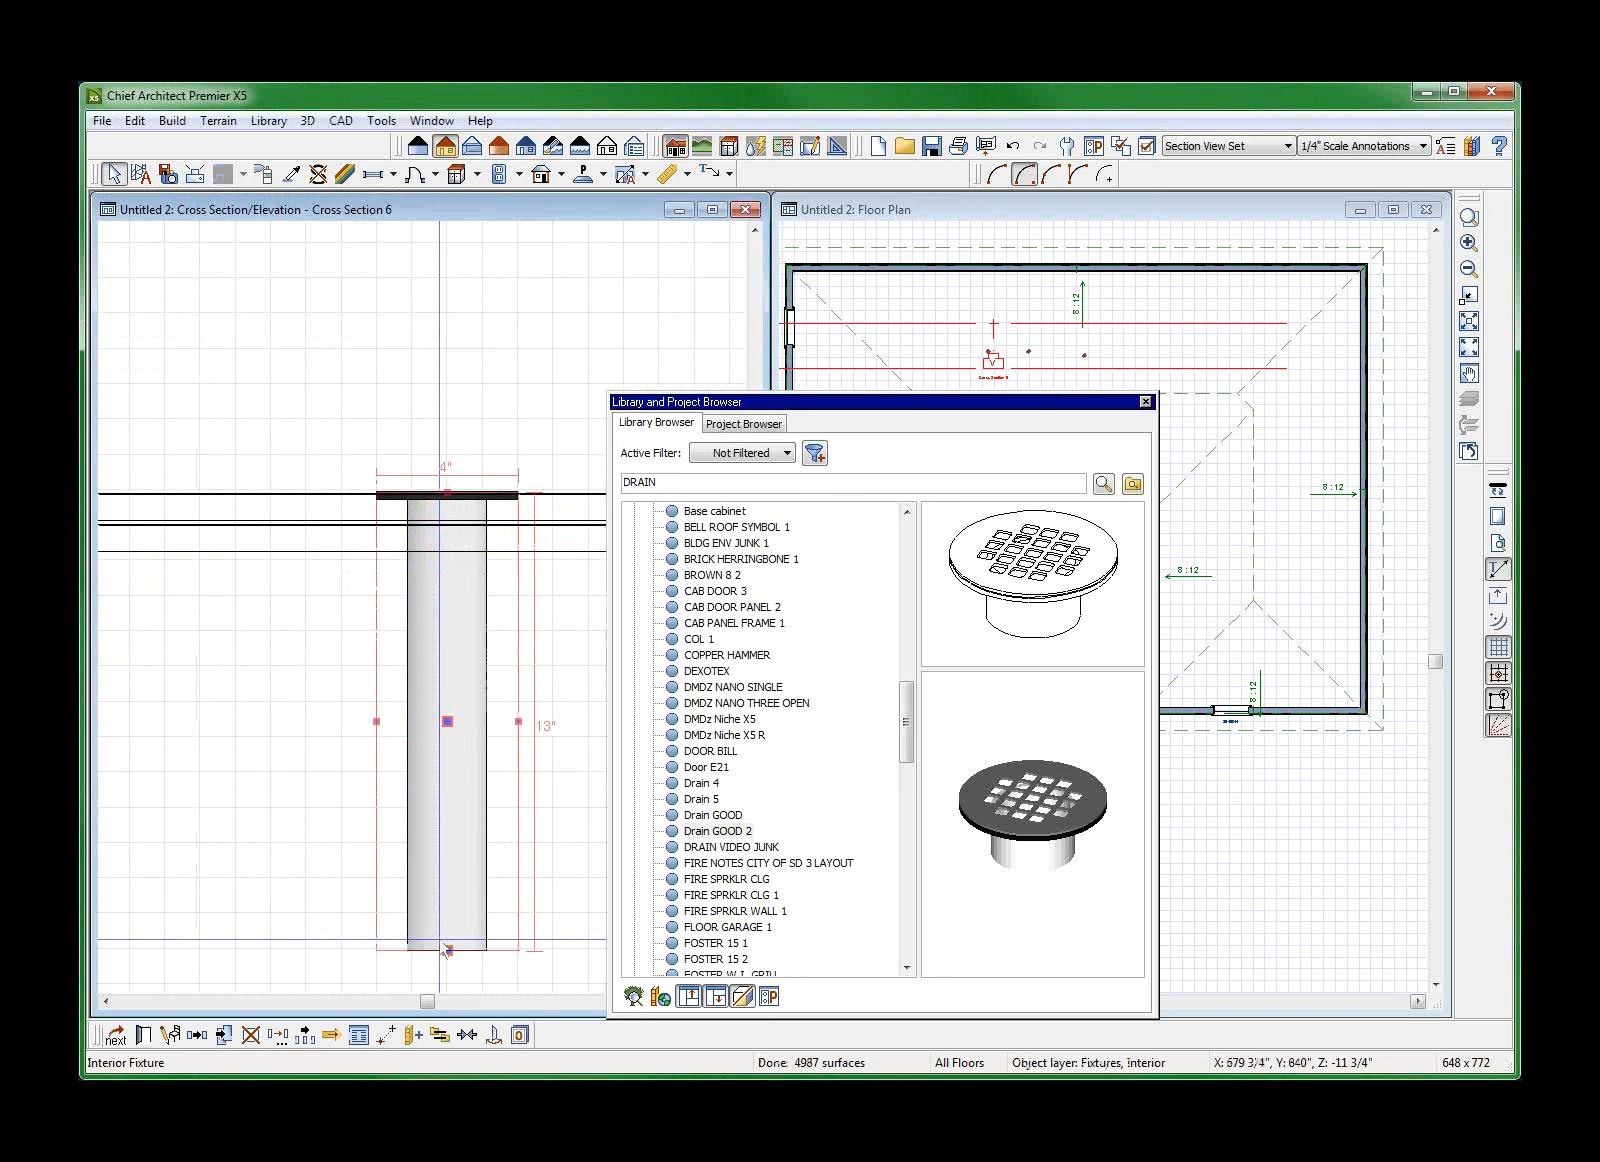 Chief Architect Premier X5
File Edit Build Terrain Library 3D CAD Tools Window Help
Section View Set 1/4" Scale Annotations
Untitled 2: Cross Section/Elevation - Cross Section 6
Untitled 2: Floor Plan
4"
13"
8:12
8:12
8:12
8:12
Library and Project Browser
Library Browser Project Browser
Active Filter: Not Filtered
DRAIN
Base cabinet
BELL ROOF SYMBOL 1
BLDG ENV JUNK 1
BRICK HERRINGBONE 1
BROWN 8 2
CAB DOOR 3
CAB DOOR PANEL 2
CAB PANEL FRAME 1
COL 1
COPPER HAMMER
DEXOTEX
DMDZ NANO SINGLE
DMDZ NANO THREE OPEN
DMDz Niche X5
DMDz Niche X5 R
DOOR BILL
Door E21
Drain 4
Drain 5
Drain GOOD
Drain GOOD 2
DRAIN VIDEO JUNK
FIRE NOTES CITY OF SD 3 LAYOUT
FIRE SPRKLR CLG
FIRE SPRKLR CLG 1
FIRE SPRKLR WALL 1
FLOOR GARAGE 1
FOSTER 15 1
FOSTER 15 2
FOSTER W.I. GRILL
next
Interior Fixture Done: 4987 surfaces All Floors Object layer: Fixtures, Interior X: 679 3/4", Y: 840", Z: -11 3/4" 648 x 772